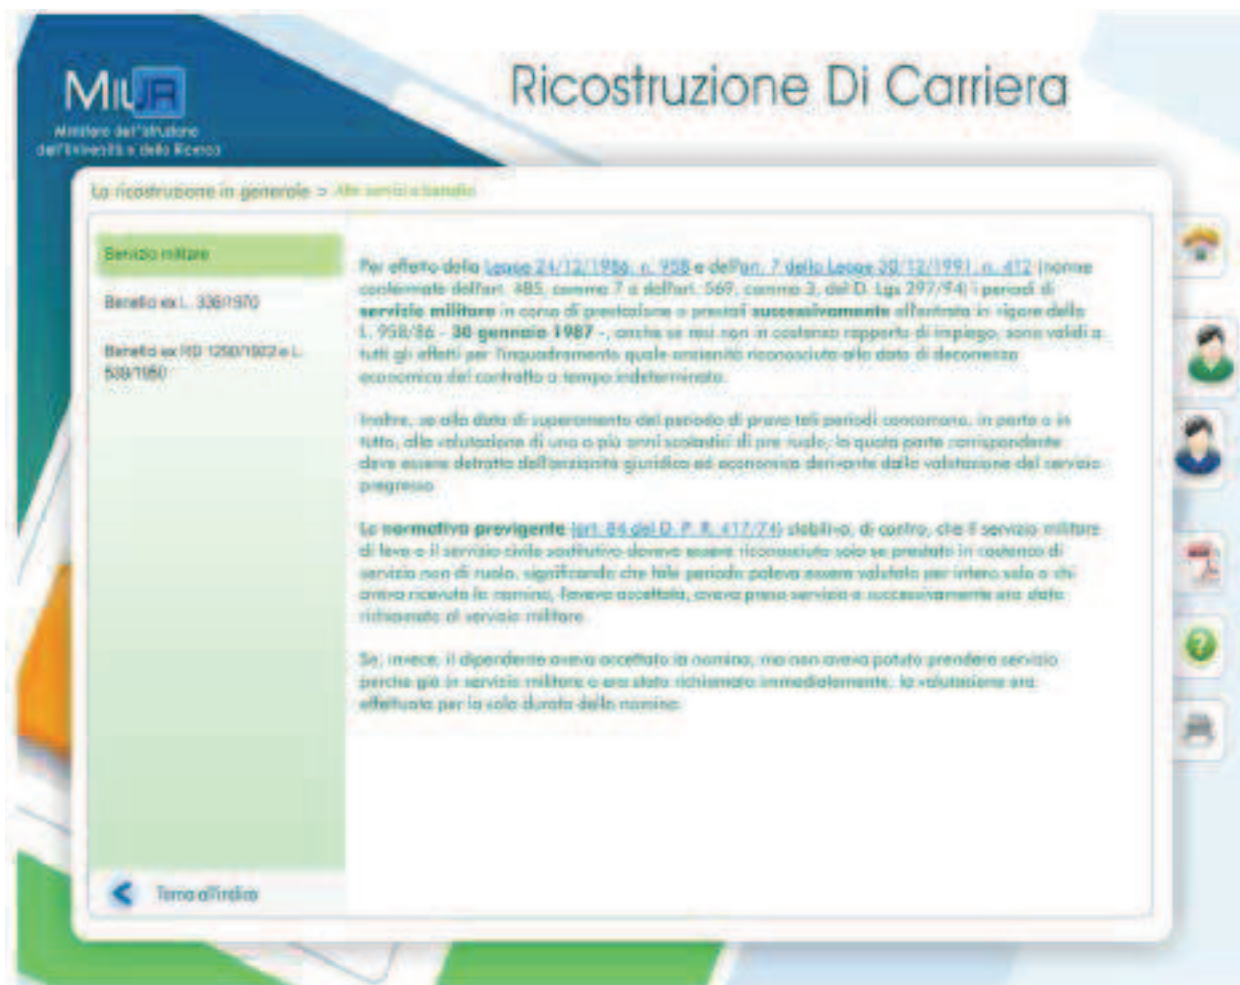 MIUR
Ministero dell'Istruzione
dell'Università e della Ricerca
Ricostruzione Di Carriera
La ricostruzione in generale > Altri servizi e benefici
Servizio militare
Benefici ex L. 336/1970
Benefici ex RD 1290/1922 e L.
539/1950
Torna all'indice
Per effetto della Legge 24/12/1986, n. 958 e dell'art. 7 della Legge 30/12/1991, n. 412 (norme
confermate dall'art. 485, comma 7 e dall'art. 569, comma 3, del D. Lgs 297/94) i periodi di
servizio militare in corso di prestazione o prestati successivamente all'entrata in vigore della
L. 958/86 - 30 gennaio 1987 -, anche se resi non in costanza rapporto di impiego, sono validi a
tutti gli effetti per l'inquadramento quale anzianità riconosciuta alla data di decorrenza
economica del contratto a tempo indeterminato.
Inoltre, se alla data di superamento del periodo di prova tali periodi concorrono, in parte o in
tutto, alla valutazione di uno o più anni scolastici di pre ruolo, la quota parte corrispondente
deve essere detratta dall'anzianità giuridica ed economica derivante dalla valutazione del servizio
pregresso.
La normativa previgente (art. 84 del D. P. R. 417/74) stabiliva, di contro, che il servizio militare
di leva o il servizio civile sostitutivo doveva essere riconosciuto solo se prestato in costanza di
servizio non di ruolo, significando che tale periodo poteva essere valutato per intero solo a chi
aveva ricevuto la nomina, l'aveva accettata, aveva preso servizio e successivamente era stato
richiamato al servizio militare.
Se, invece, il dipendente aveva accettato la nomina, ma non aveva potuto prendere servizio
perche già in servizio militare o era stato richiamato immediatamente, la valutazione era
effettuata per la sola durata della nomina.